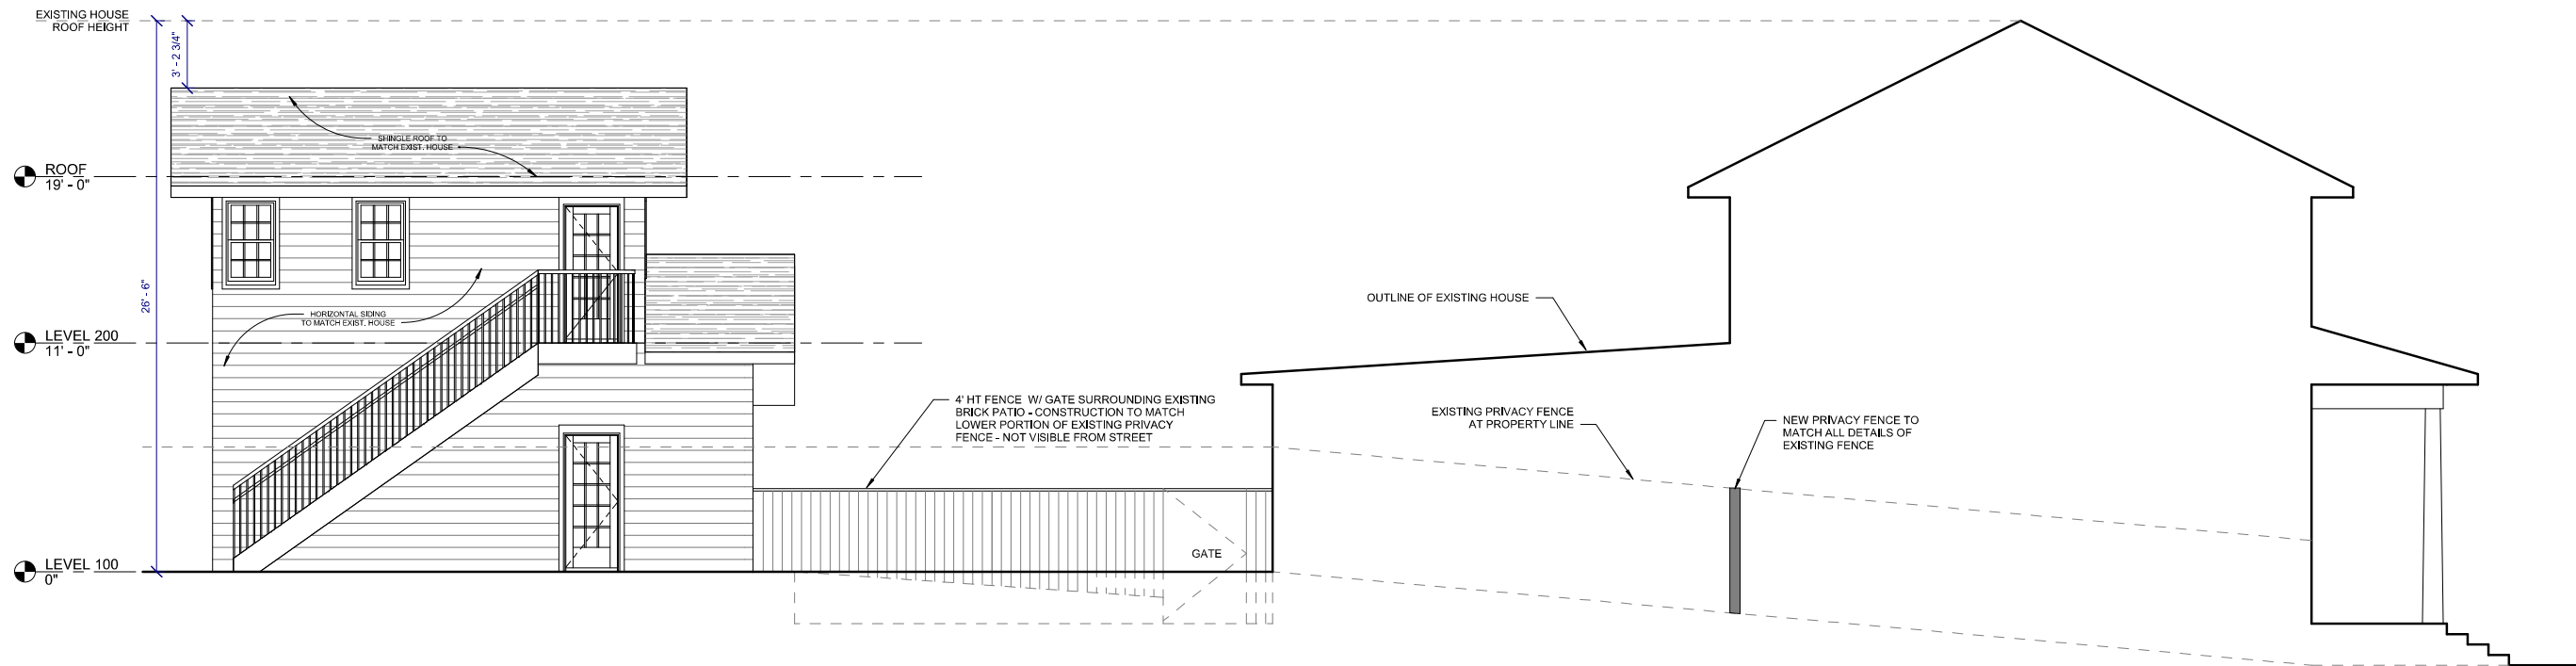 EXISTING HOUSE
ROOF HEIGHT
3' - 2 3/4"
SHINGLE ROOF TO
MATCH EXIST. HOUSE
ROOF
19' - 0"
26' - 6"
HORIZONTAL SIDING
TO MATCH EXIST. HOUSE
LEVEL 200
11' - 0"
OUTLINE OF EXISTING HOUSE
4' HT FENCE W/ GATE SURROUNDING EXISTING
BRICK PATIO - CONSTRUCTION TO MATCH
LOWER PORTION OF EXISTING PRIVACY
FENCE - NOT VISIBLE FROM STREET
EXISTING PRIVACY FENCE
AT PROPERTY LINE
NEW PRIVACY FENCE TO
MATCH ALL DETAILS OF
EXISTING FENCE
GATE
LEVEL 100
0"